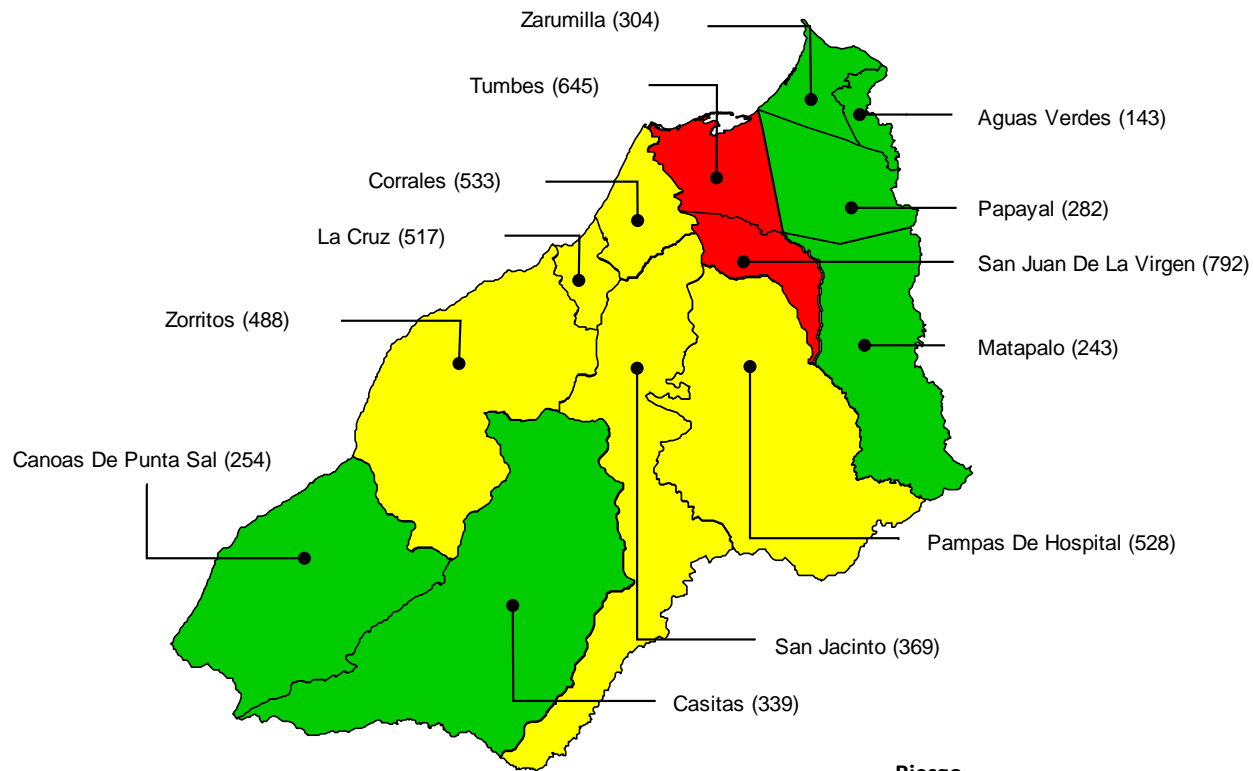 Zarumilla (304)
Tumbes (645)
Aguas Verdes (143)
Corrales (533)
Papayal (282)
La Cruz (517)
San Juan De La Virgen (792)
Zorritos (488)
Matapalo (243)
Canoas De Punta Sal (254)
Pampas De Hospital (528)
San Jacinto (369)
Casitas (339)
Riesgo